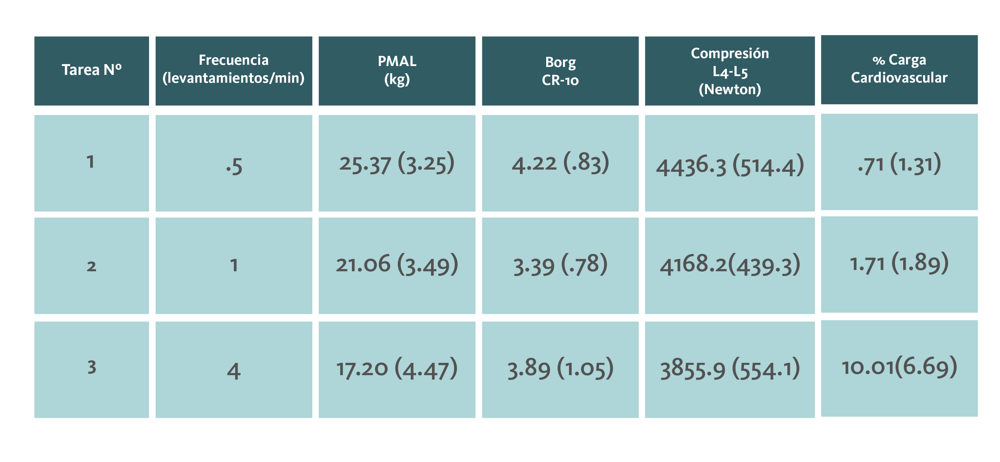 Tarea Nº
Frecuencia
(levantamientos/min)
PMAL
(kg)
Borg
CR-10
Compresión
L4-L5
(Newton)
% Carga
Cardiovascular
1
.5
25.37 (3.25)
4.22 (.83)
4436.3 (514.4)
.71 (1.31)
2
1
21.06 (3.49)
3.39 (.78)
4168.2(439.3)
1.71 (1.89)
3
4
17.20 (4.47)
3.89 (1.05)
3855.9 (554.1)
10.01(6.69)